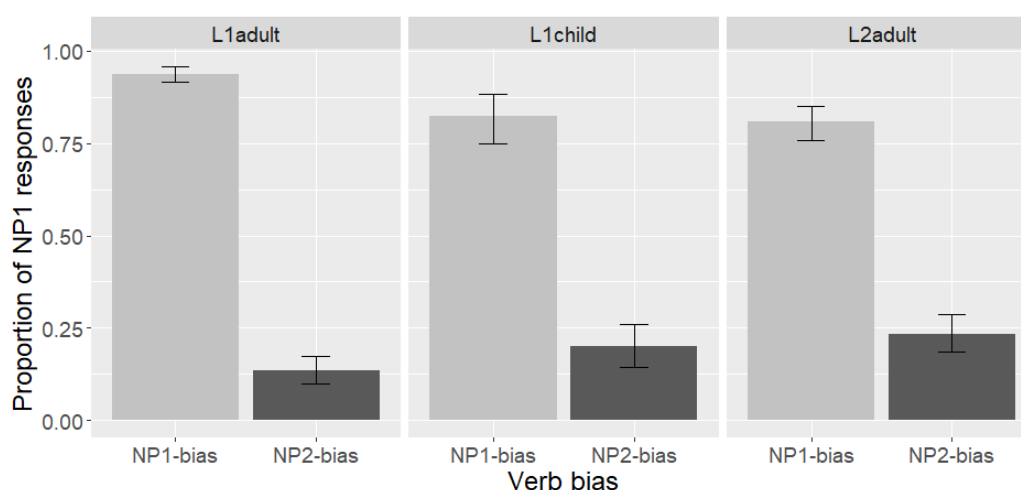 L1adult L1child L2adult
Proportion of NP1 responses
1.00
0.75
0.50
0.25
0.00
NP1-bias NP2-bias NP1-bias NP2-bias NP1-bias NP2-bias
Verb bias